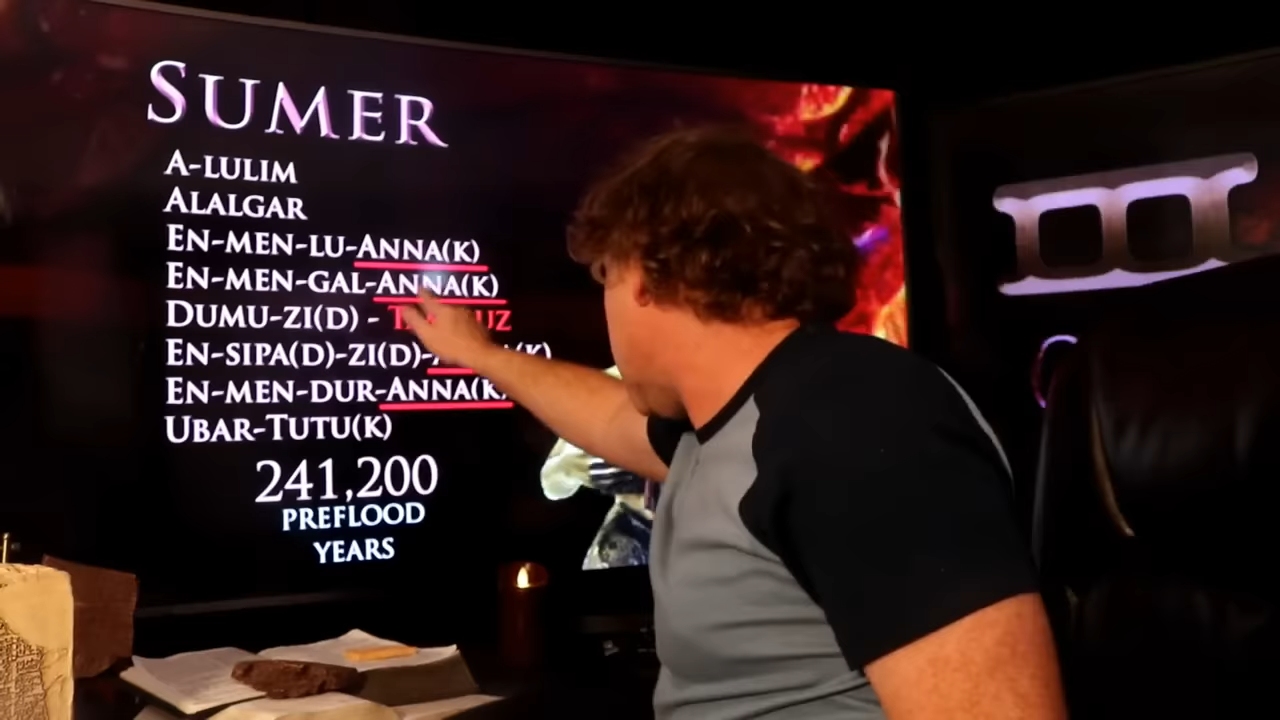 SUMER
A-LULIM
ALALGAR
EN-MEN-LU-ANNA(K)
EN-MEN-GAL-ANNA(K)
DUMU-ZI(D) -
EN-SIPA(D)-ZI(D)-
EN-MEN-DUR-ANNA(K)
UBAR-TUTU(K)
241,200
PREFLOOD
YEARS
III